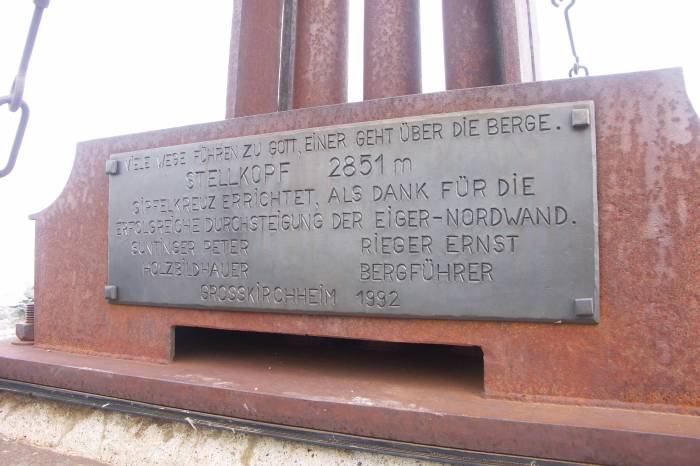 VIELE WEGE FÜHREN ZU GOTT, EINER GEHT ÜBER DIE BERGE.
STELLKOPF 2851 m
GIPFELKREUZ ERRICHTET, ALS DANK FÜR DIE
ERFOLGREICHE DURCHSTEIGUNG DER EIGER-NORDWAND.
SUNTINGER PETER RIEGER ERNST
HOLZBILDHAUER BERGFÜHRER
GROSSKIRCHHEIM 1992